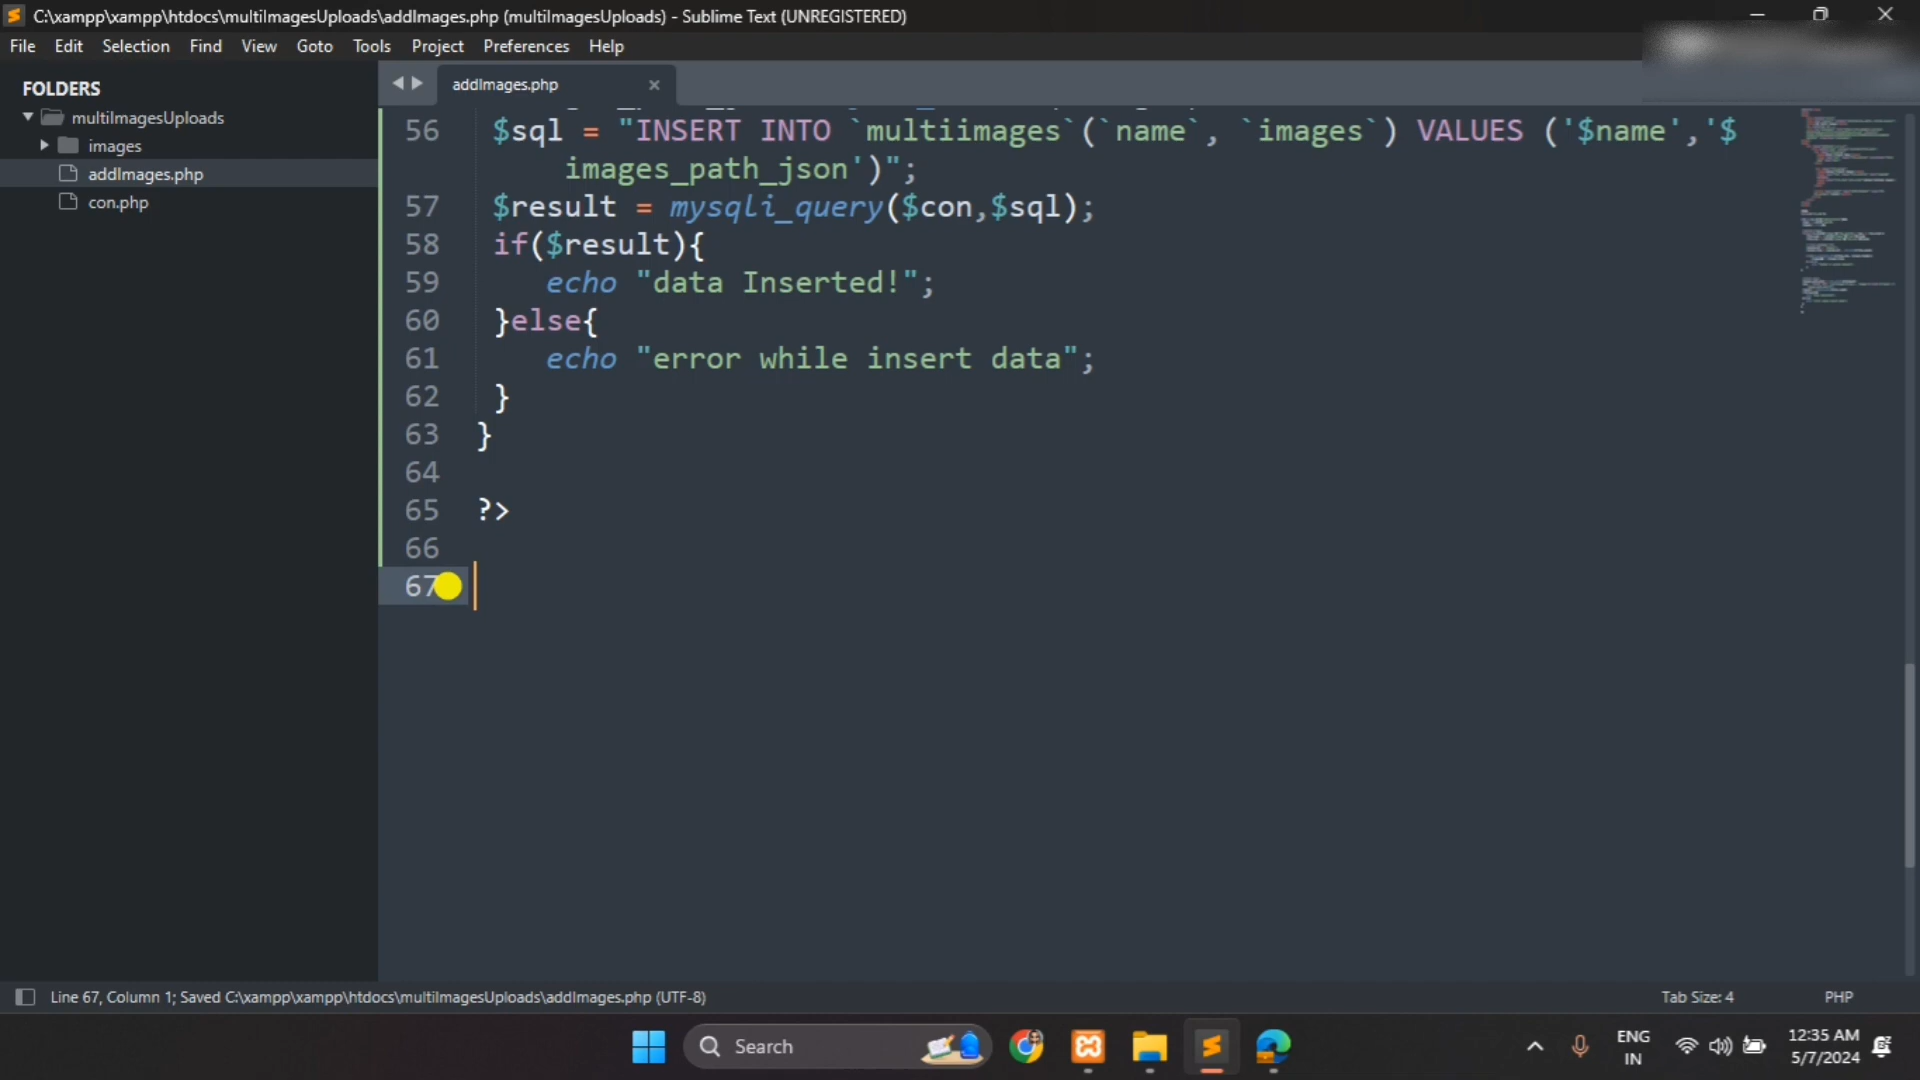 C:\xampp\xampp\htdocs\multiImagesUploads\addImages.php (multiImagesUploads) - Sublime Text (UNREGISTERED)
File Edit Selection Find View Goto Tools Project Preferences Help
FOLDERS
multiImagesUploads
images
addImages.php
con.php
addImages.php
56 $sql = "INSERT INTO `multiimages`(`name`, `images`) VALUES ('$name','$
images_path_json')";
57 $result = mysqli_query($con,$sql);
58 if($result){
59 echo "data Inserted!";
60 }else{
61 echo "error while insert data";
62 }
63 }
64
65 ?>
66
67
Line 67, Column 1; Saved C:\xampp\xampp\htdocs\multiImagesUploads\addImages.php (UTF-8)
Tab Size: 4
PHP
Search
ENG
IN
12:35 AM
5/7/2024